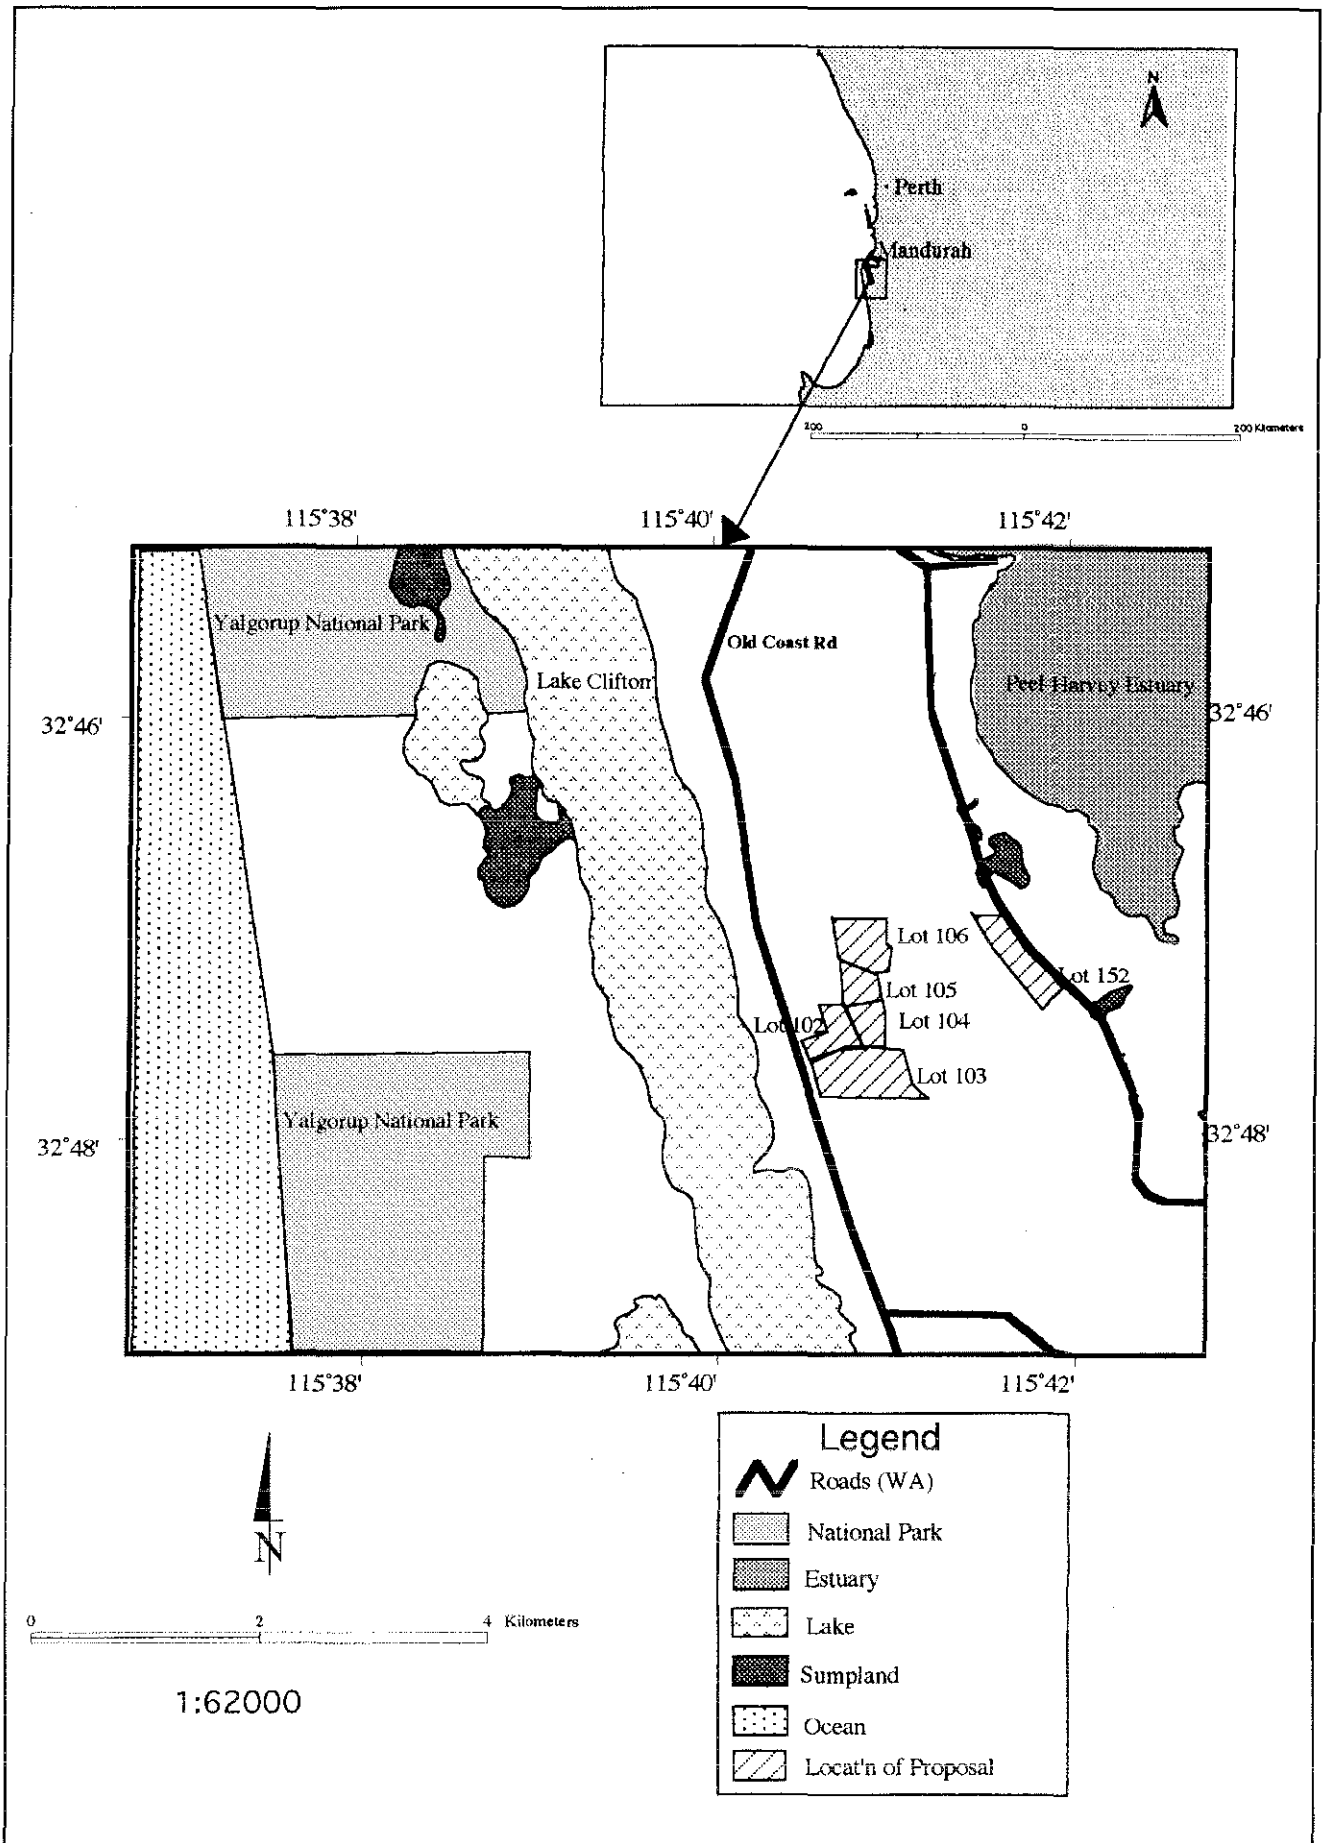 N
Perth
Mandurah
200 0 200 Kilometers
115°38' 115°40' 115°42'
Yalgorup National Park
Old Coast Rd
Lake Clifton
Peel-Harvey Estuary
32°46' 32°46'
Lot 106
Lot 152
Lot 105
Lot 102 Lot 104
Lot 103
Yalgorup National Park
32°48' 32°48'
115°38' 115°40' 115°42'
Legend
Roads (WA)
National Park
Estuary
Lake
Sumpland
Ocean
Locat'n of Proposal
N
0 2 4 Kilometers
1:62000